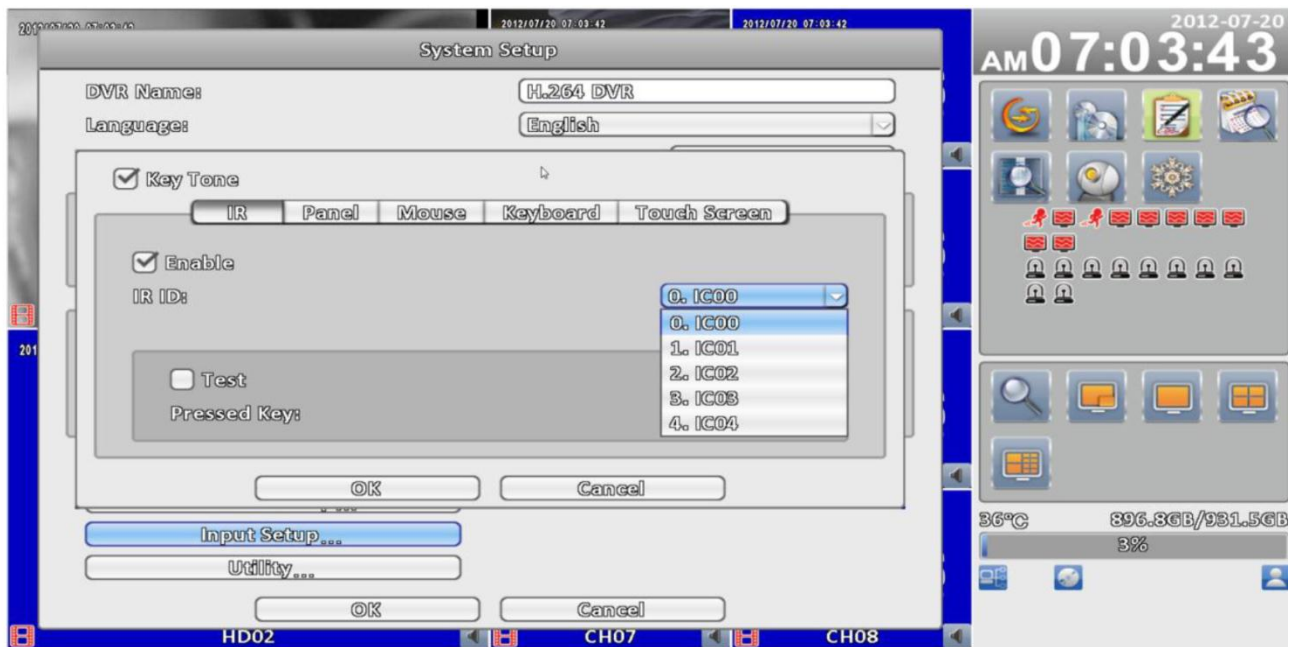 2012/07/20 07:03:42
2012/07/20 07:03:42
2012-07-20
AM 07:03:43
System Setup
DVR Name:
H.264 DVR
Language:
English
Key Tone
IR
Panel
Mouse
Keyboard
Touch Screen
Enable
IR ID:
0. IC00
0. IC00
1. IC01
2. IC02
3. IC03
4. IC04
201
Test
Pressed Key:
OK
Cancel
Input Setup...
Utility...
OK
Cancel
36°C
896.8GB/931.5GB
3%
HD02
CH07
CH08